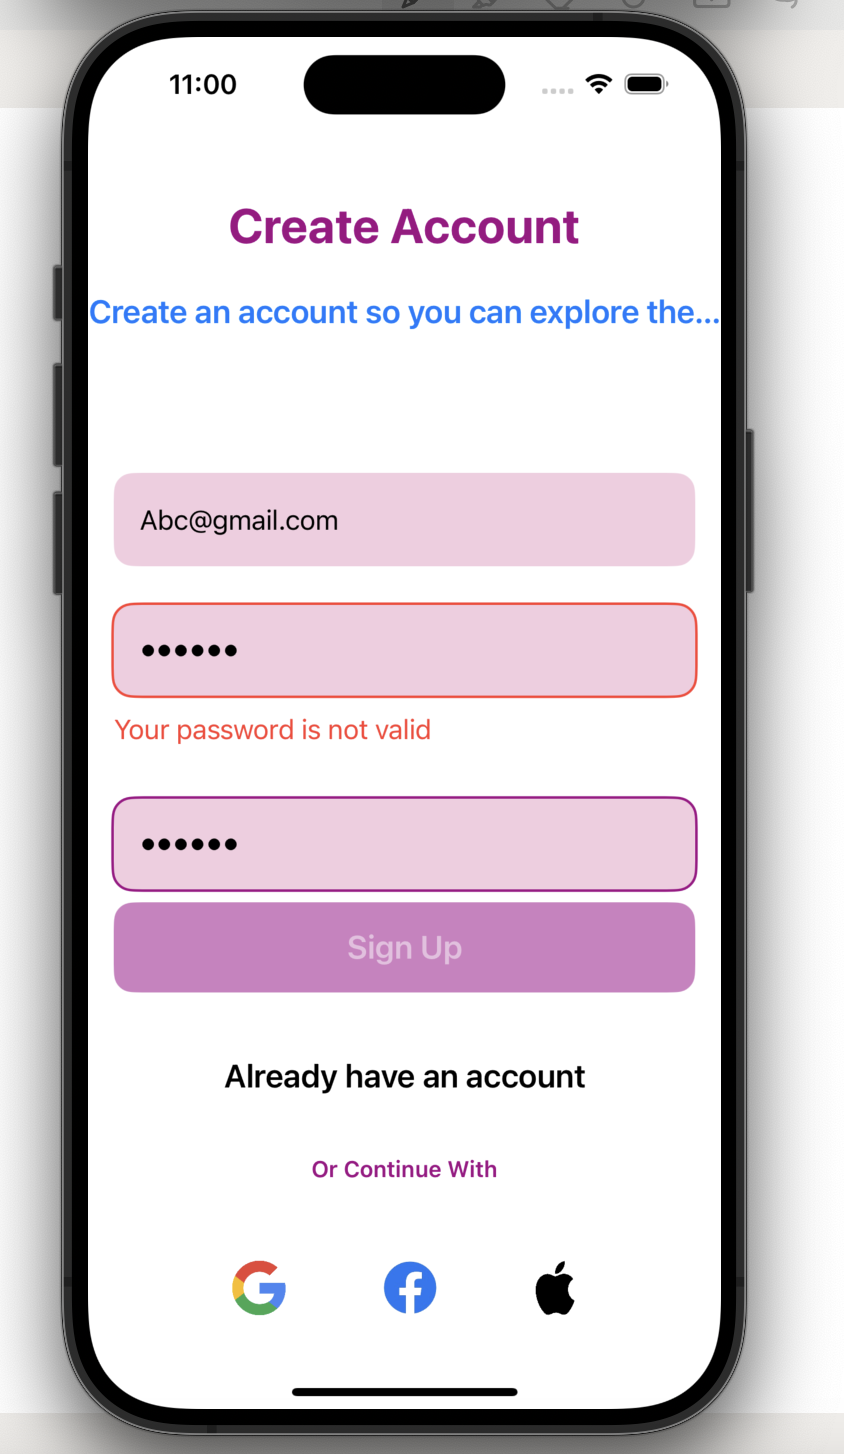 11:00
Create Account
Create an account so you can explore the...
Abc@gmail.com
••••••
Your password is not valid
••••••
Sign Up
Already have an account
Or Continue With